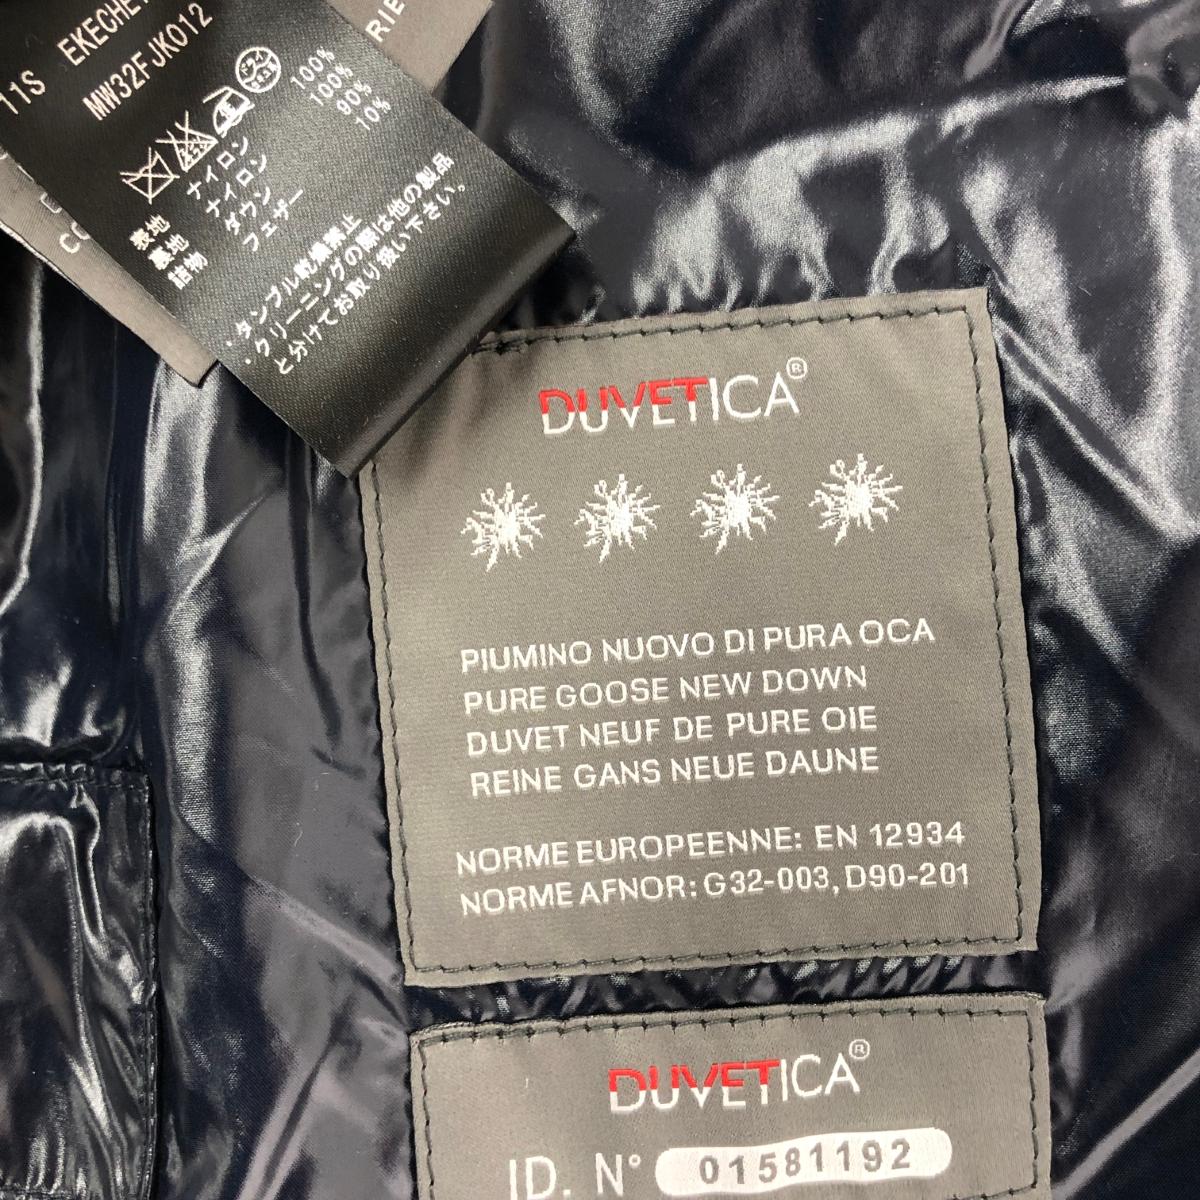 11S
MW32FJK012
100%
100%
90%
10%
表地 ナイロン
裏地 ナイロン
詰物 ダウン
フェザー
・タンブル乾燥禁止
・クリーニングの際は他の製品
と分けてお取り扱い下さい。
DUVETICA®
PIUMINO NUOVO DI PURA OCA
PURE GOOSE NEW DOWN
DUVET NEUF DE PURE OIE
REINE GANS NEUE DAUNE
NORME EUROPEENNE: EN 12934
NORME AFNOR: G32-003, D90-201
DUVETICA®
ID. N° 01581192